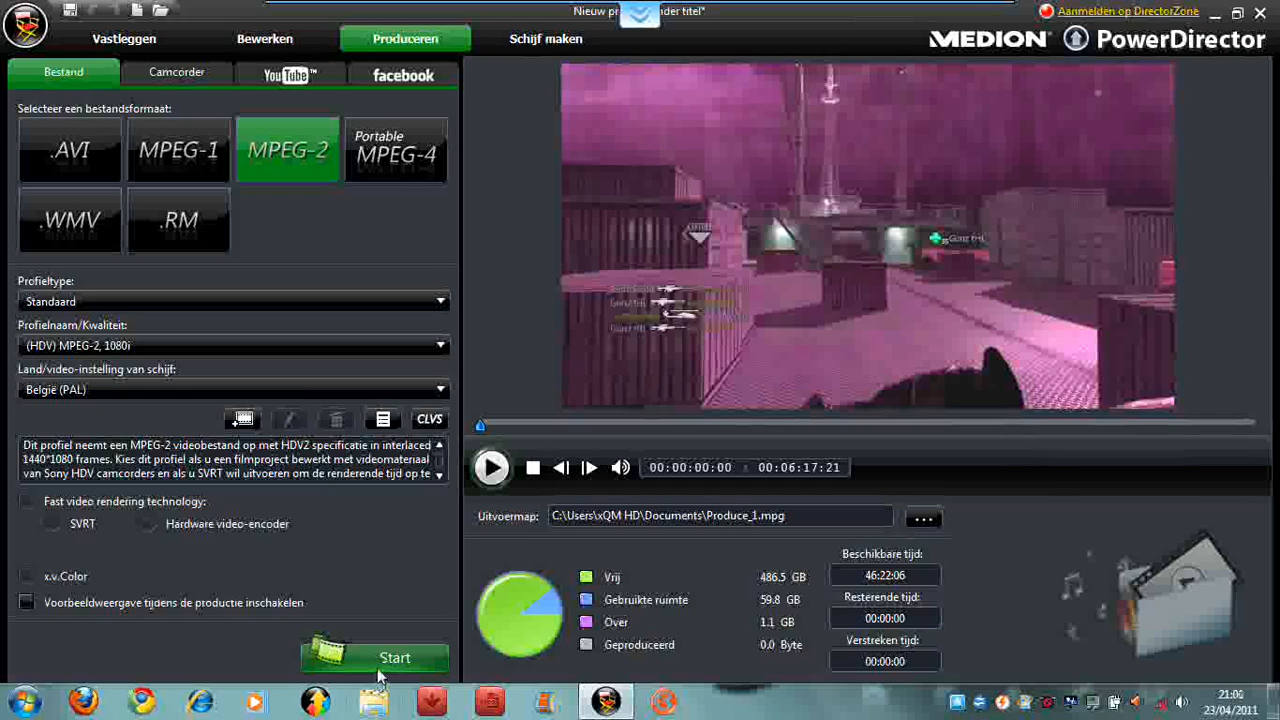 Nieuw pr
der titel*
Aanmelden op DirectorZone
Vastleggen
Bewerken
Produceren
Schijf maken
MEDION PowerDirector
Bestand
Camcorder
YouTube™
facebook
Selecteer een bestandsformaat:
.AVI
MPEG-1
MPEG-2
Portable
MPEG-4
.WMV
.RM
Profieltype:
Standaard
Profielnaam/Kwaliteit:
(HDV) MPEG-2, 1080i
Land/video-instelling van schijf:
België (PAL)
CLVS
Dit profiel neemt een MPEG-2 videobestand op met HDV2 specificatie in interlaced
1440*1080 frames. Kies dit profiel als u een filmproject bewerkt met videomateriaal
van Sony HDV camcorders en als u SVRT wil uitvoeren om de renderende tijd op te
Fast video rendering technology:
SVRT
Hardware video-encoder
x.v.Color
Voorbeeldweergave tijdens de productie inschakelen
Start
00:00:00:00
00:06:17:21
Uitvoermap:
C:\Users\xQM HD\Documents\Produce_1.mpg
...
Vrij 486.5 GB
Gebruikte ruimte 59.8 GB
Over 1.1 GB
Geproduceerd 0.0 Byte
Beschikbare tijd:
46:22:06
Resterende tijd:
00:00:00
Verstreken tijd:
00:00:00
23/04/2011